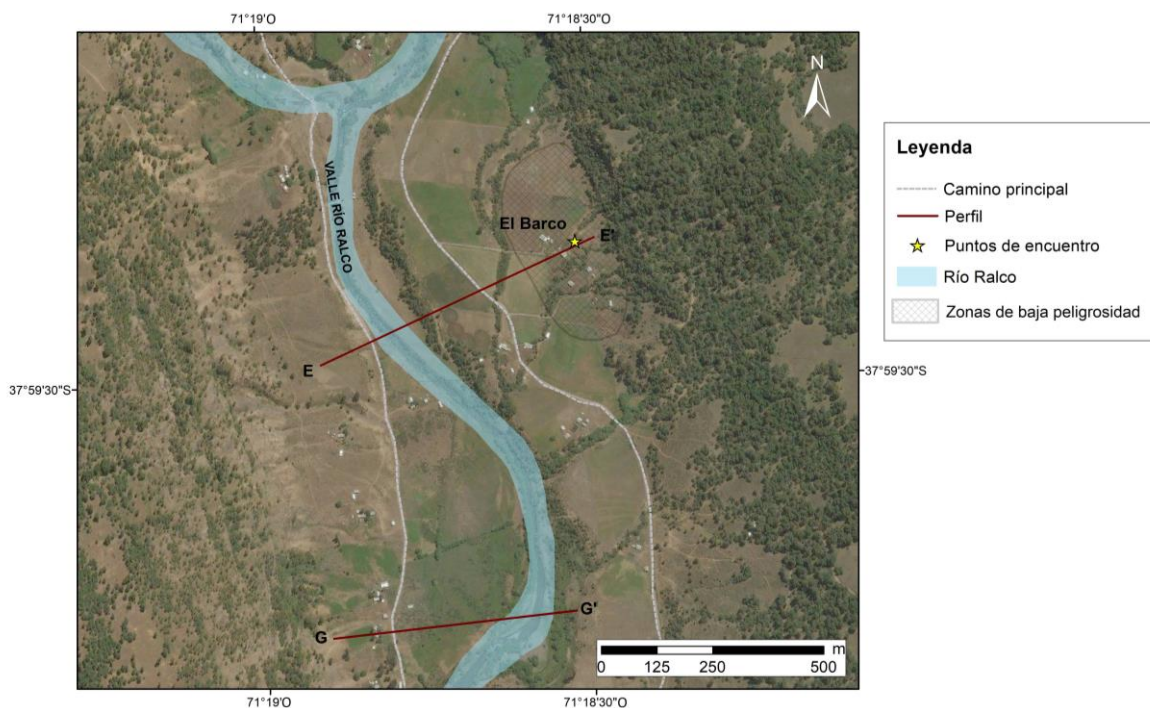 71°19'O
71°18'30"O
N
VALLE RÍO RALCO
El Barco
E'
E
37°59'30"S
37°59'30"S
G'
G
m
0 125 250 500
71°19'O
71°18'30"O
Leyenda
Camino principal
Perfil
Puntos de encuentro
Río Ralco
Zonas de baja peligrosidad